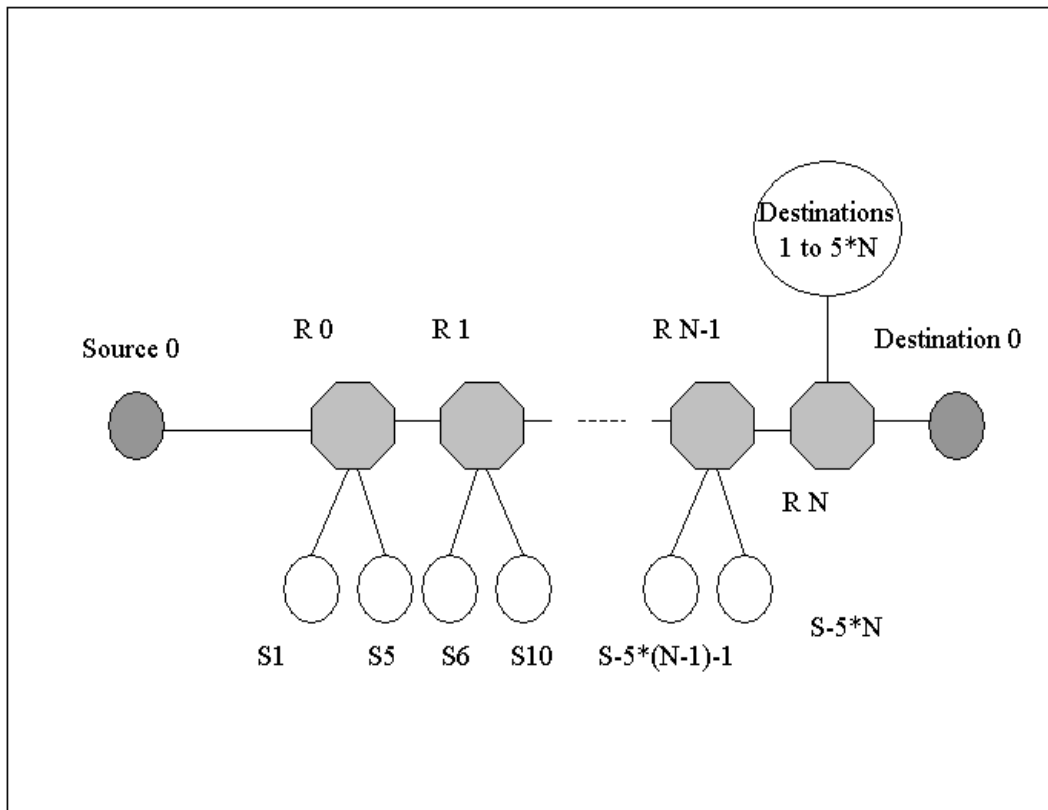 Destinations
1 to 5*N
R 0
R 1
R N-1
Source 0
Destination 0
R N
S1
S5
S6
S10
S-5*(N-1)-1
S-5*N